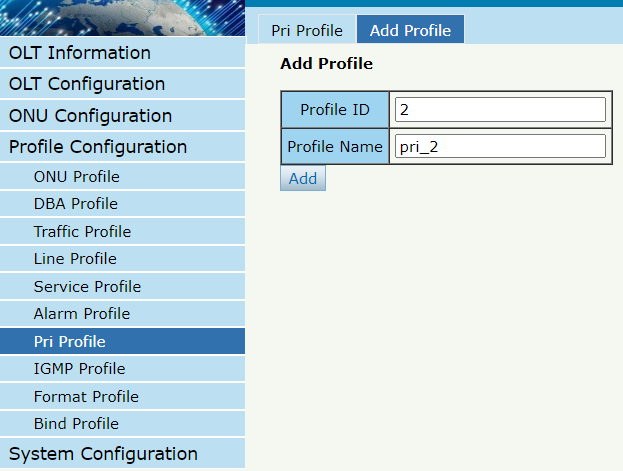 OLT Information
OLT Configuration
ONU Configuration
Profile Configuration
ONU Profile
DBA Profile
Traffic Profile
Line Profile
Service Profile
Alarm Profile
Pri Profile
IGMP Profile
Format Profile
Bind Profile
System Configuration
Pri Profile Add Profile
Add Profile
Profile ID 2
Profile Name pri_2
Add